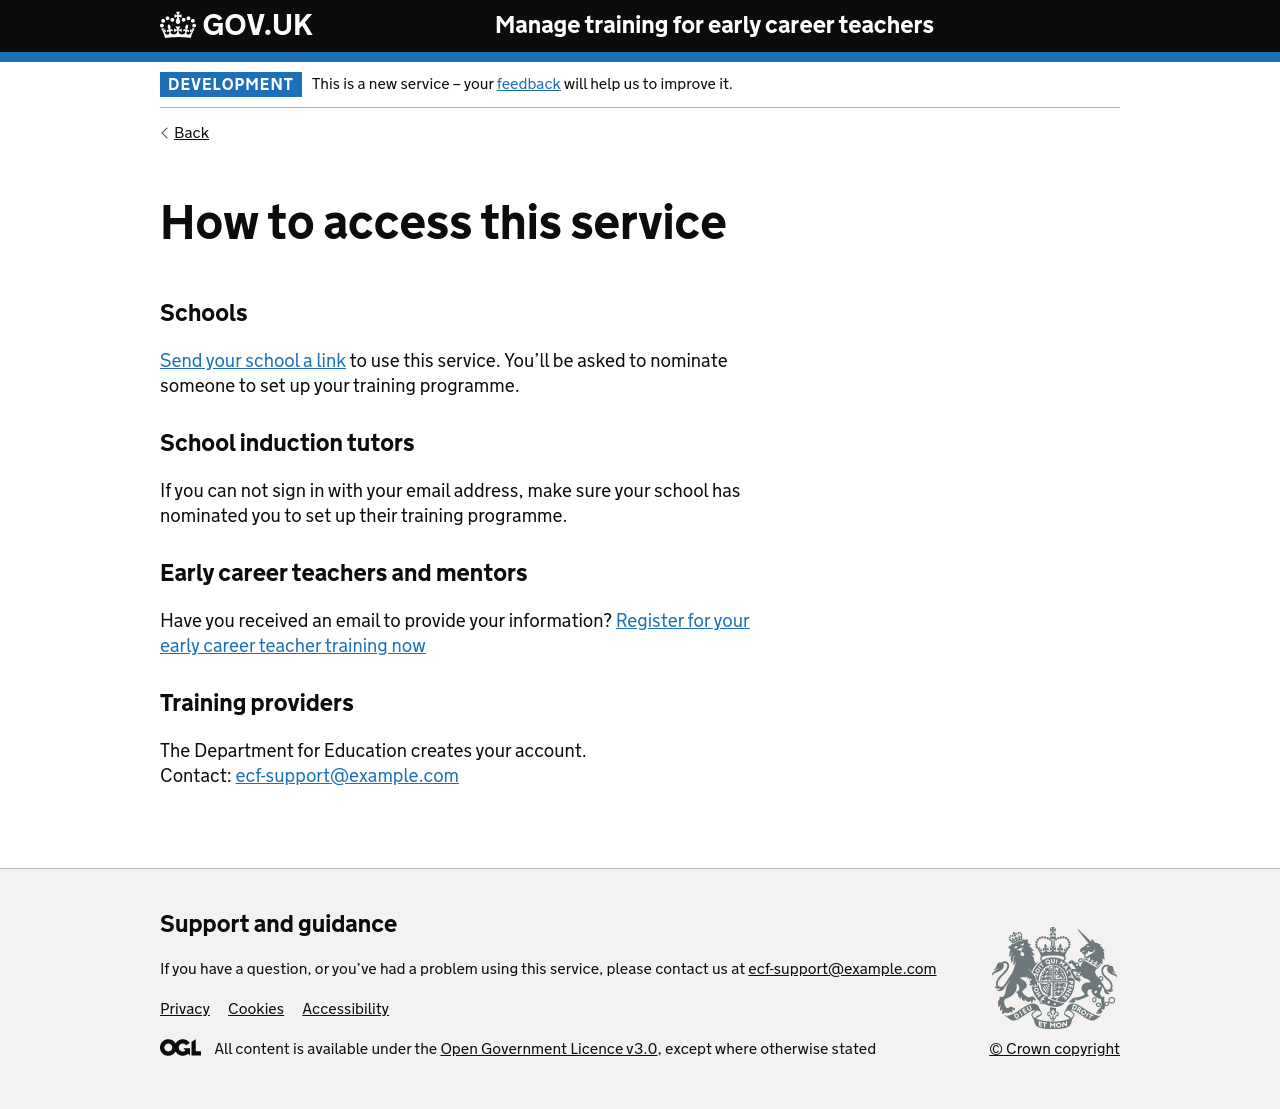 GOV.UK
Manage training for early career teachers
DEVELOPMENT
This is a new service – your feedback will help us to improve it.
Back
How to access this service
Schools
Send your school a link to use this service. You’ll be asked to nominate
someone to set up your training programme.
School induction tutors
If you can not sign in with your email address, make sure your school has
nominated you to set up their training programme.
Early career teachers and mentors
Have you received an email to provide your information? Register for your
early career teacher training now
Training providers
The Department for Education creates your account.
Contact: ecf-support@example.com
Support and guidance
If you have a question, or you’ve had a problem using this service, please contact us at ecf-support@example.com
Privacy Cookies Accessibility
OGL All content is available under the Open Government Licence v3.0, except where otherwise stated
© Crown copyright